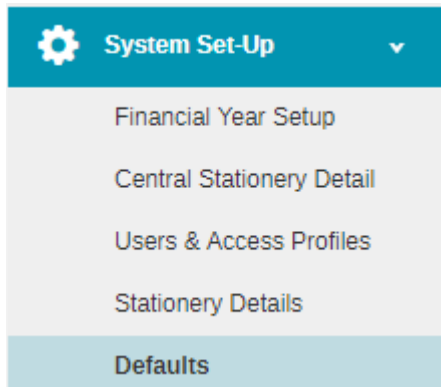 System Set-Up
Financial Year Setup
Central Stationery Detail
Users & Access Profiles
Stationery Details
Defaults